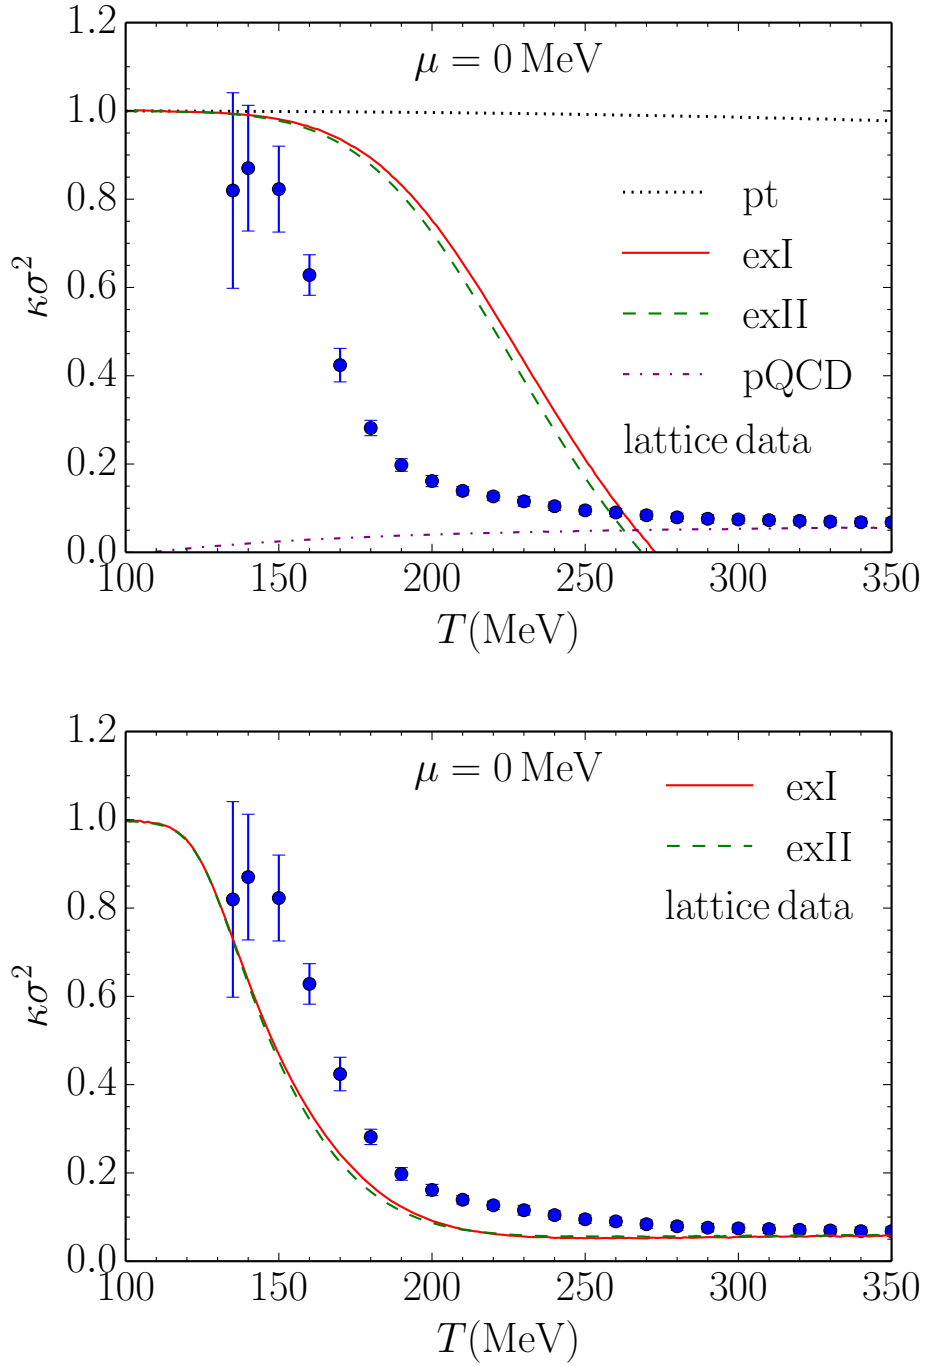 1.2
μ = 0 MeV
1.0
pt
0.8
exI
κσ²
0.6
exII
0.4
pQCD
lattice data
0.2
0.0
100 150 200 250 300 350
T(MeV)
1.2
μ = 0 MeV
exI
1.0
exII
0.8
lattice data
κσ²
0.6
0.4
0.2
0.0
100 150 200 250 300 350
T(MeV)